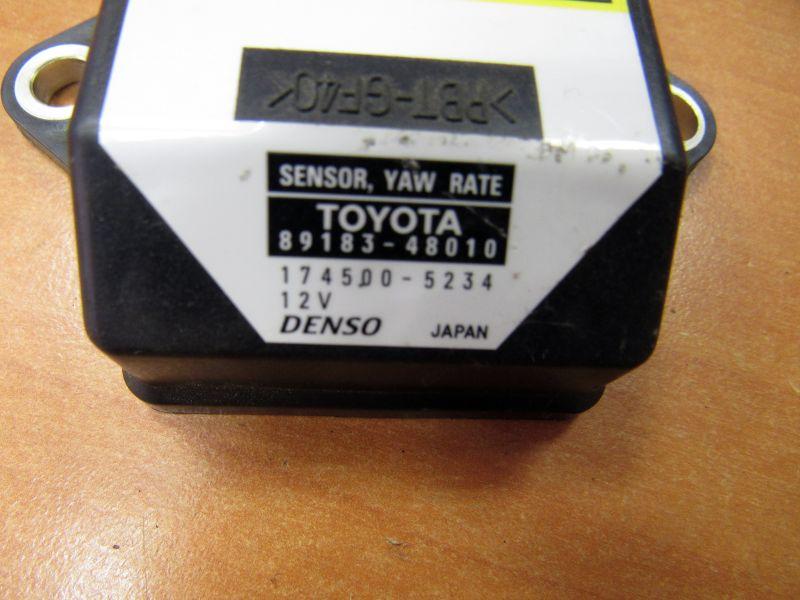 >PBT-GF40<
SENSOR, YAW RATE
TOYOTA
89183-48010
174500-5234
12V
DENSO JAPAN